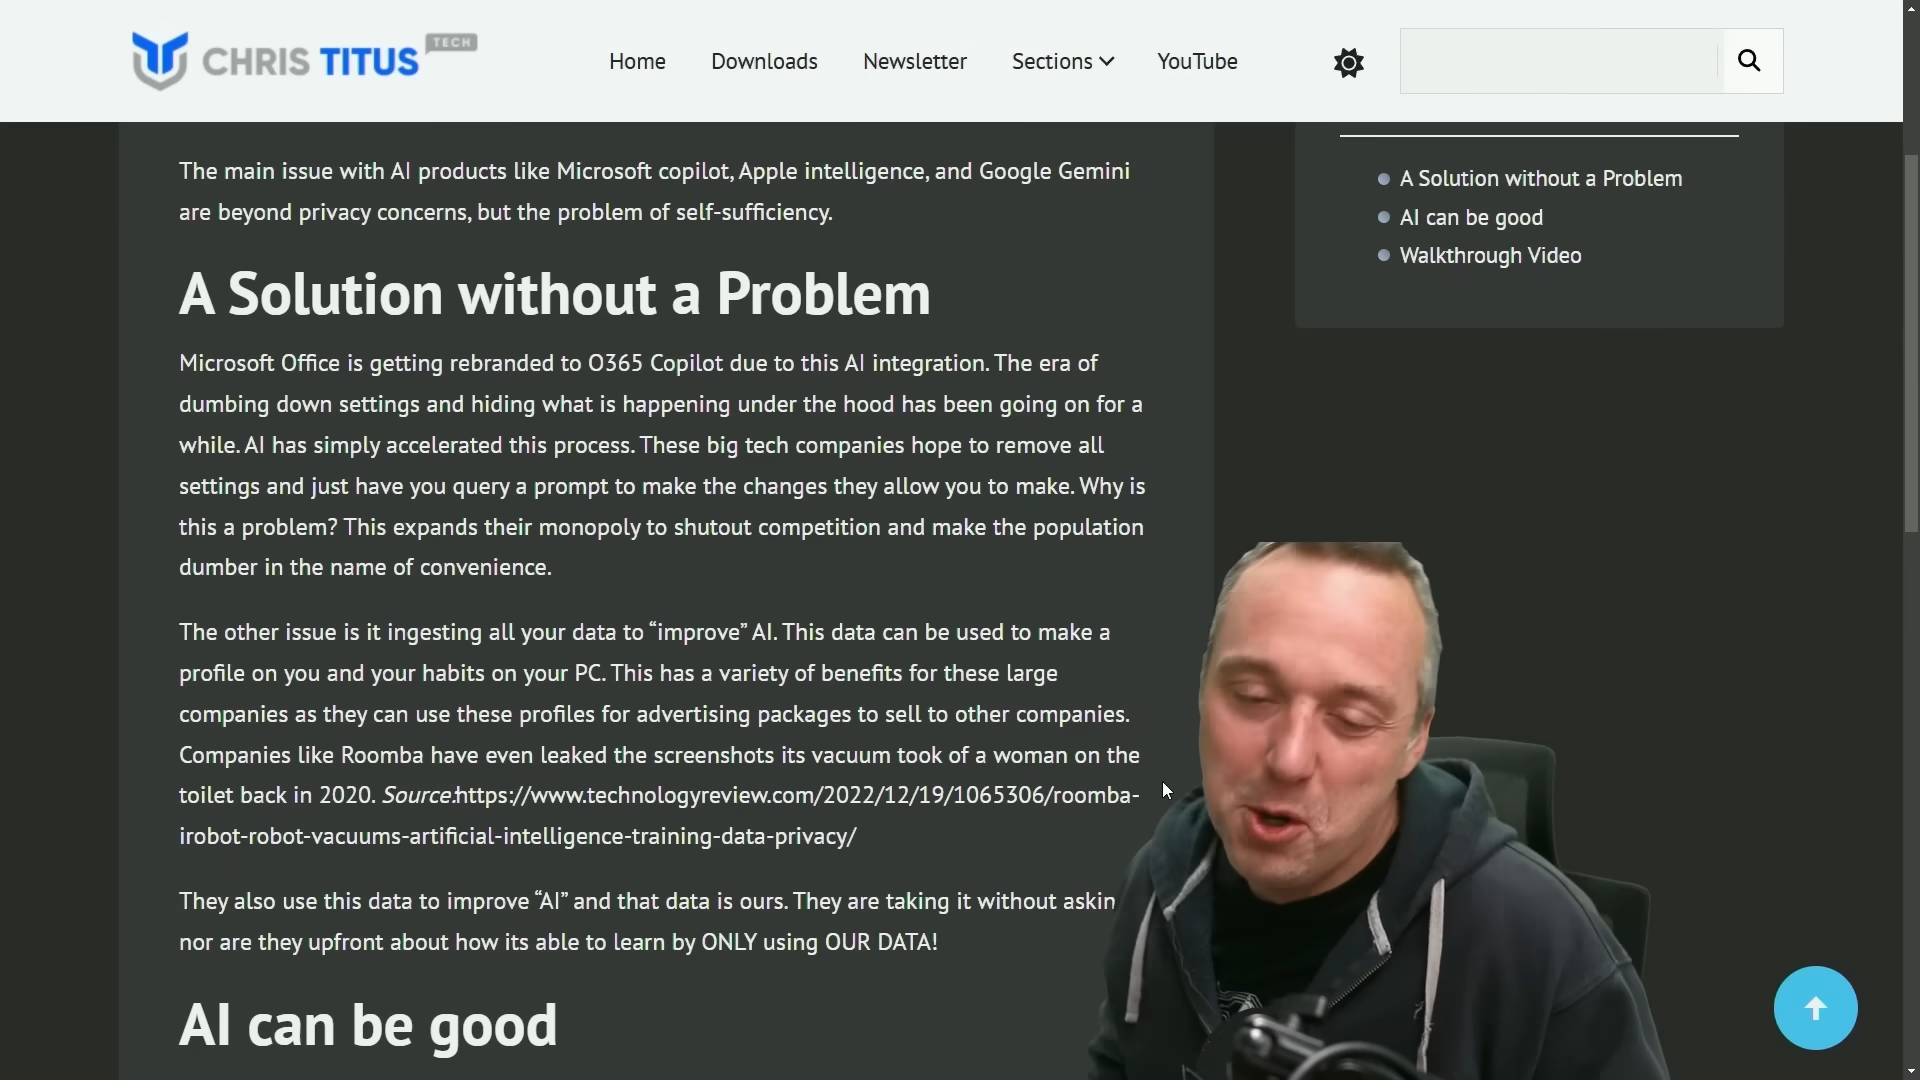 CHRIS TITUS TECH
Home Downloads Newsletter Sections YouTube
The main issue with AI products like Microsoft copilot, Apple intelligence, and Google Gemini
are beyond privacy concerns, but the problem of self-sufficiency.
A Solution without a Problem
Microsoft Office is getting rebranded to O365 Copilot due to this AI integration. The era of
dumbing down settings and hiding what is happening under the hood has been going on for a
while. AI has simply accelerated this process. These big tech companies hope to remove all
settings and just have you query a prompt to make the changes they allow you to make. Why is
this a problem? This expands their monopoly to shutout competition and make the population
dumber in the name of convenience.
The other issue is it ingesting all your data to “improve” AI. This data can be used to make a
profile on you and your habits on your PC. This has a variety of benefits for these large
companies as they can use these profiles for advertising packages to sell to other companies.
Companies like Roomba have even leaked the screenshots its vacuum took of a woman on the
toilet back in 2020. Source:https://www.technologyreview.com/2022/12/19/1065306/roomba-
irobot-robot-vacuums-artificial-intelligence-training-data-privacy/
They also use this data to improve “AI” and that data is ours. They are taking it without askin
nor are they upfront about how its able to learn by ONLY using OUR DATA!
AI can be good
A Solution without a Problem
AI can be good
Walkthrough Video